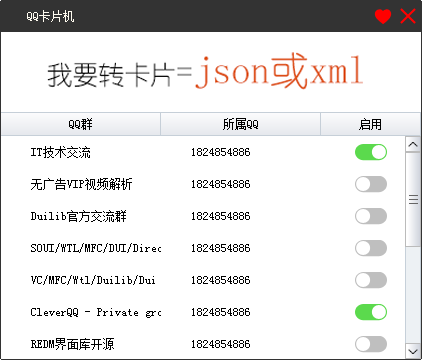 QQ卡片机
我要转卡片=json或xml
QQ群 所属QQ 启用
IT技术交流 1824854886
无广告VIP视频解析 1824854886
Duilib官方交流群 1824854886
SOUI/WTL/MFC/DUI/Direc 1824854886
VC/MFC/Wtl/Duilib/Dui 1824854886
CleverQQ - Private gro 1824854886
REDM界面库开源 1824854886